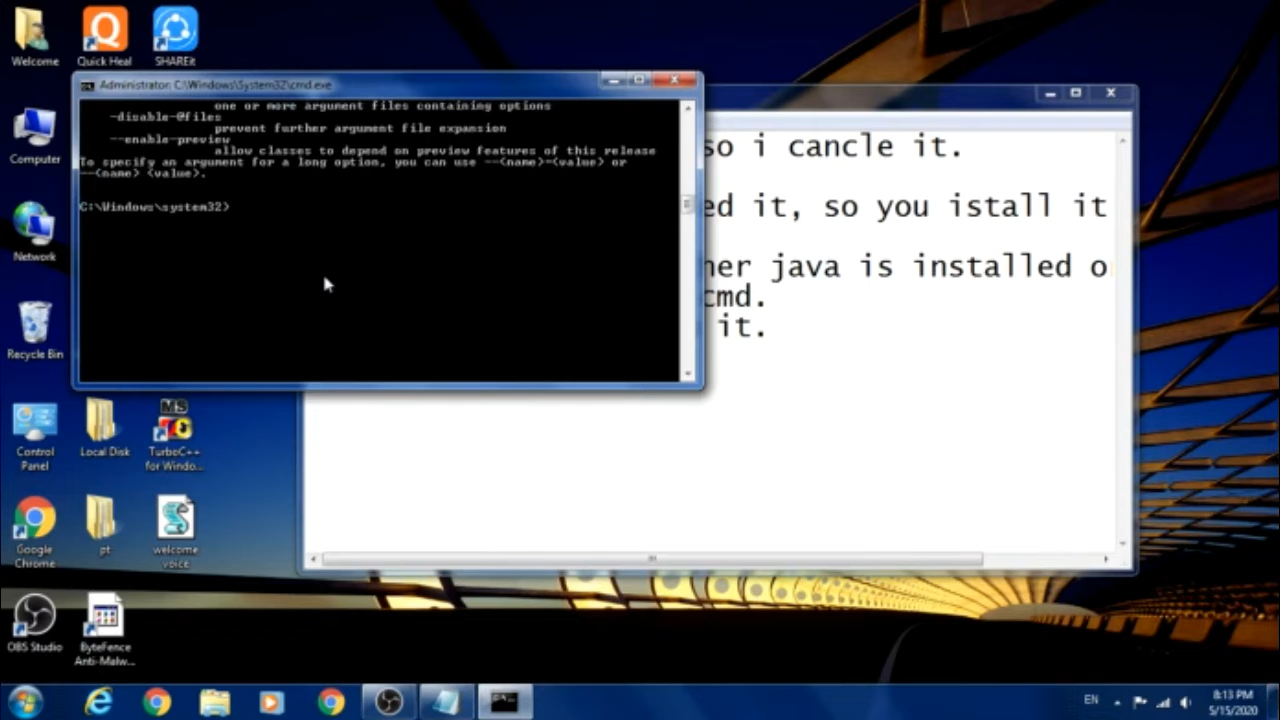 Welcome
Quick Heal
SHAREit
Administrator: C:\Windows\System32\cmd.exe
one or more argument files containing options
-disable-@files
prevent further argument file expansion
--enable-preview
allow classes to depend on preview features of this release
To specify an argument for a long option, you can use --<name>=<value> or
--<name> <value>.
C:\Windows\system32>
so i cancle it.
ed it, so you istall it
her java is installed o
cmd.
it.
Computer
Network
Recycle Bin
Control
Panel
Local Disk
MS
TurboC++
for Windo...
Google
Chrome
pt
welcome
voice
OBS Studio
ByteFence
Anti-Malw...
EN
8:13 PM
5/15/2020